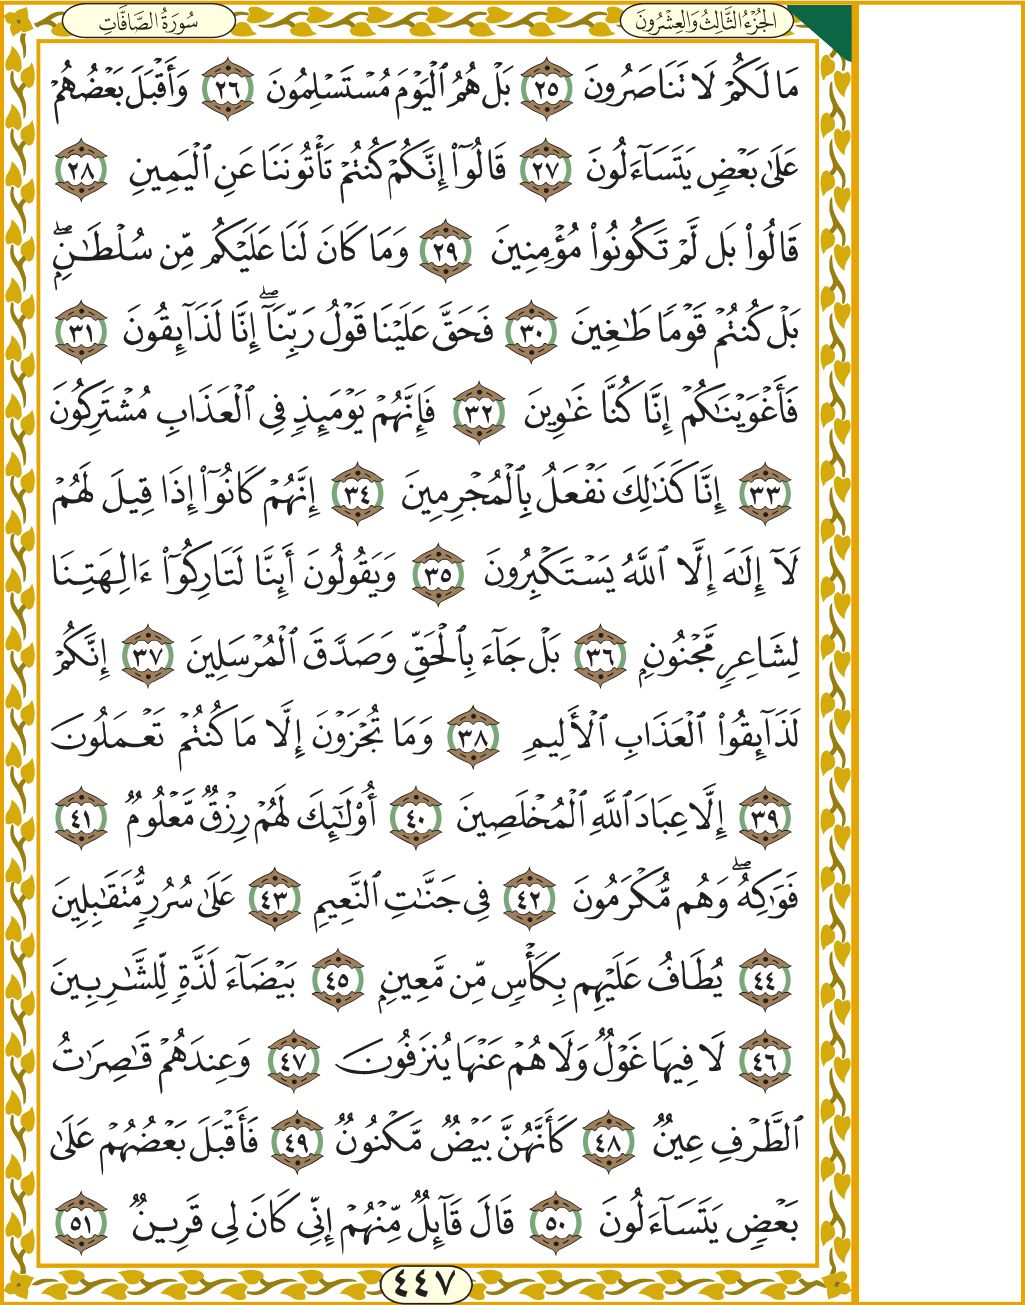 الجُزْءُ الثَّالِثُ وَالعِشْرُونَ
سُورَةُ الصَّافَّاتِ
مَا لَكُمْ لَا تَنَاصَرُونَ ٢٥ بَلْ هُمُ ٱلْيَوْمَ مُسْتَسْلِمُونَ ٢٦ وَأَقْبَلَ بَعْضُهُمْ
عَلَىٰ بَعْضٍ يَتَسَآءَلُونَ ٢٧ قَالُوٓا۟ إِنَّكُمْ كُنتُمْ تَأْتُونَنَا عَنِ ٱلْيَمِينِ ٢٨
قَالُوا۟ بَل لَّمْ تَكُونُوا۟ مُؤْمِنِينَ ٢٩ وَمَا كَانَ لَنَا عَلَيْكُم مِّن سُلْطَـٰنٍۭۖ
بَلْ كُنتُمْ قَوْمًا طَـٰغِينَ ٣٠ فَحَقَّ عَلَيْنَا قَوْلُ رَبِّنَآۖ إِنَّا لَذَآئِقُونَ ٣١
فَأَغْوَيْنَـٰكُمْ إِنَّا كُنَّا غَـٰوِينَ ٣٢ فَإِنَّهُمْ يَوْمَئِذٍ فِى ٱلْعَذَابِ مُشْتَرِكُونَ
٣٣ إِنَّا كَذَٰلِكَ نَفْعَلُ بِٱلْمُجْرِمِينَ ٣٤ إِنَّهُمْ كَانُوٓا۟ إِذَا قِيلَ لَهُمْ
لَآ إِلَـٰهَ إِلَّا ٱللَّهُ يَسْتَكْبِرُونَ ٣٥ وَيَقُولُونَ أَئِنَّا لَتَارِكُوٓا۟ ءَالِهَتِنَا
لِشَاعِرٍ مَّجْنُونٍۭ ٣٦ بَلْ جَآءَ بِٱلْحَقِّ وَصَدَّقَ ٱلْمُرْسَلِينَ ٣٧ إِنَّكُمْ
لَذَآئِقُوا۟ ٱلْعَذَابِ ٱلْأَلِيمِ ٣٨ وَمَا تُجْزَوْنَ إِلَّا مَا كُنتُمْ تَعْمَلُونَ
٣٩ إِلَّا عِبَادَ ٱللَّهِ ٱلْمُخْلَصِينَ ٤٠ أُو۟لَـٰٓئِكَ لَهُمْ رِزْقٌ مَّعْلُومٌ ٤١
فَوَٰكِهُۖ وَهُم مُّكْرَمُونَ ٤٢ فِى جَنَّـٰتِ ٱلنَّعِيمِ ٤٣ عَلَىٰ سُرُرٍ مُّتَقَـٰبِلِينَ
٤٤ يُطَافُ عَلَيْهِم بِكَأْسٍ مِّن مَّعِينٍۭ ٤٥ بَيْضَآءَ لَذَّةٍ لِّلشَّـٰرِبِينَ
٤٦ لَا فِيهَا غَوْلٌ وَلَا هُمْ عَنْهَا يُنزَفُونَ ٤٧ وَعِندَهُمْ قَـٰصِرَٰتُ
ٱلطَّرْفِ عِينٌ ٤٨ كَأَنَّهُنَّ بَيْضٌ مَّكْنُونٌ ٤٩ فَأَقْبَلَ بَعْضُهُمْ عَلَىٰ
بَعْضٍ يَتَسَآءَلُونَ ٥٠ قَالَ قَآئِلٌ مِّنْهُمْ إِنِّى كَانَ لِى قَرِينٌ ٥١
٤٤٧